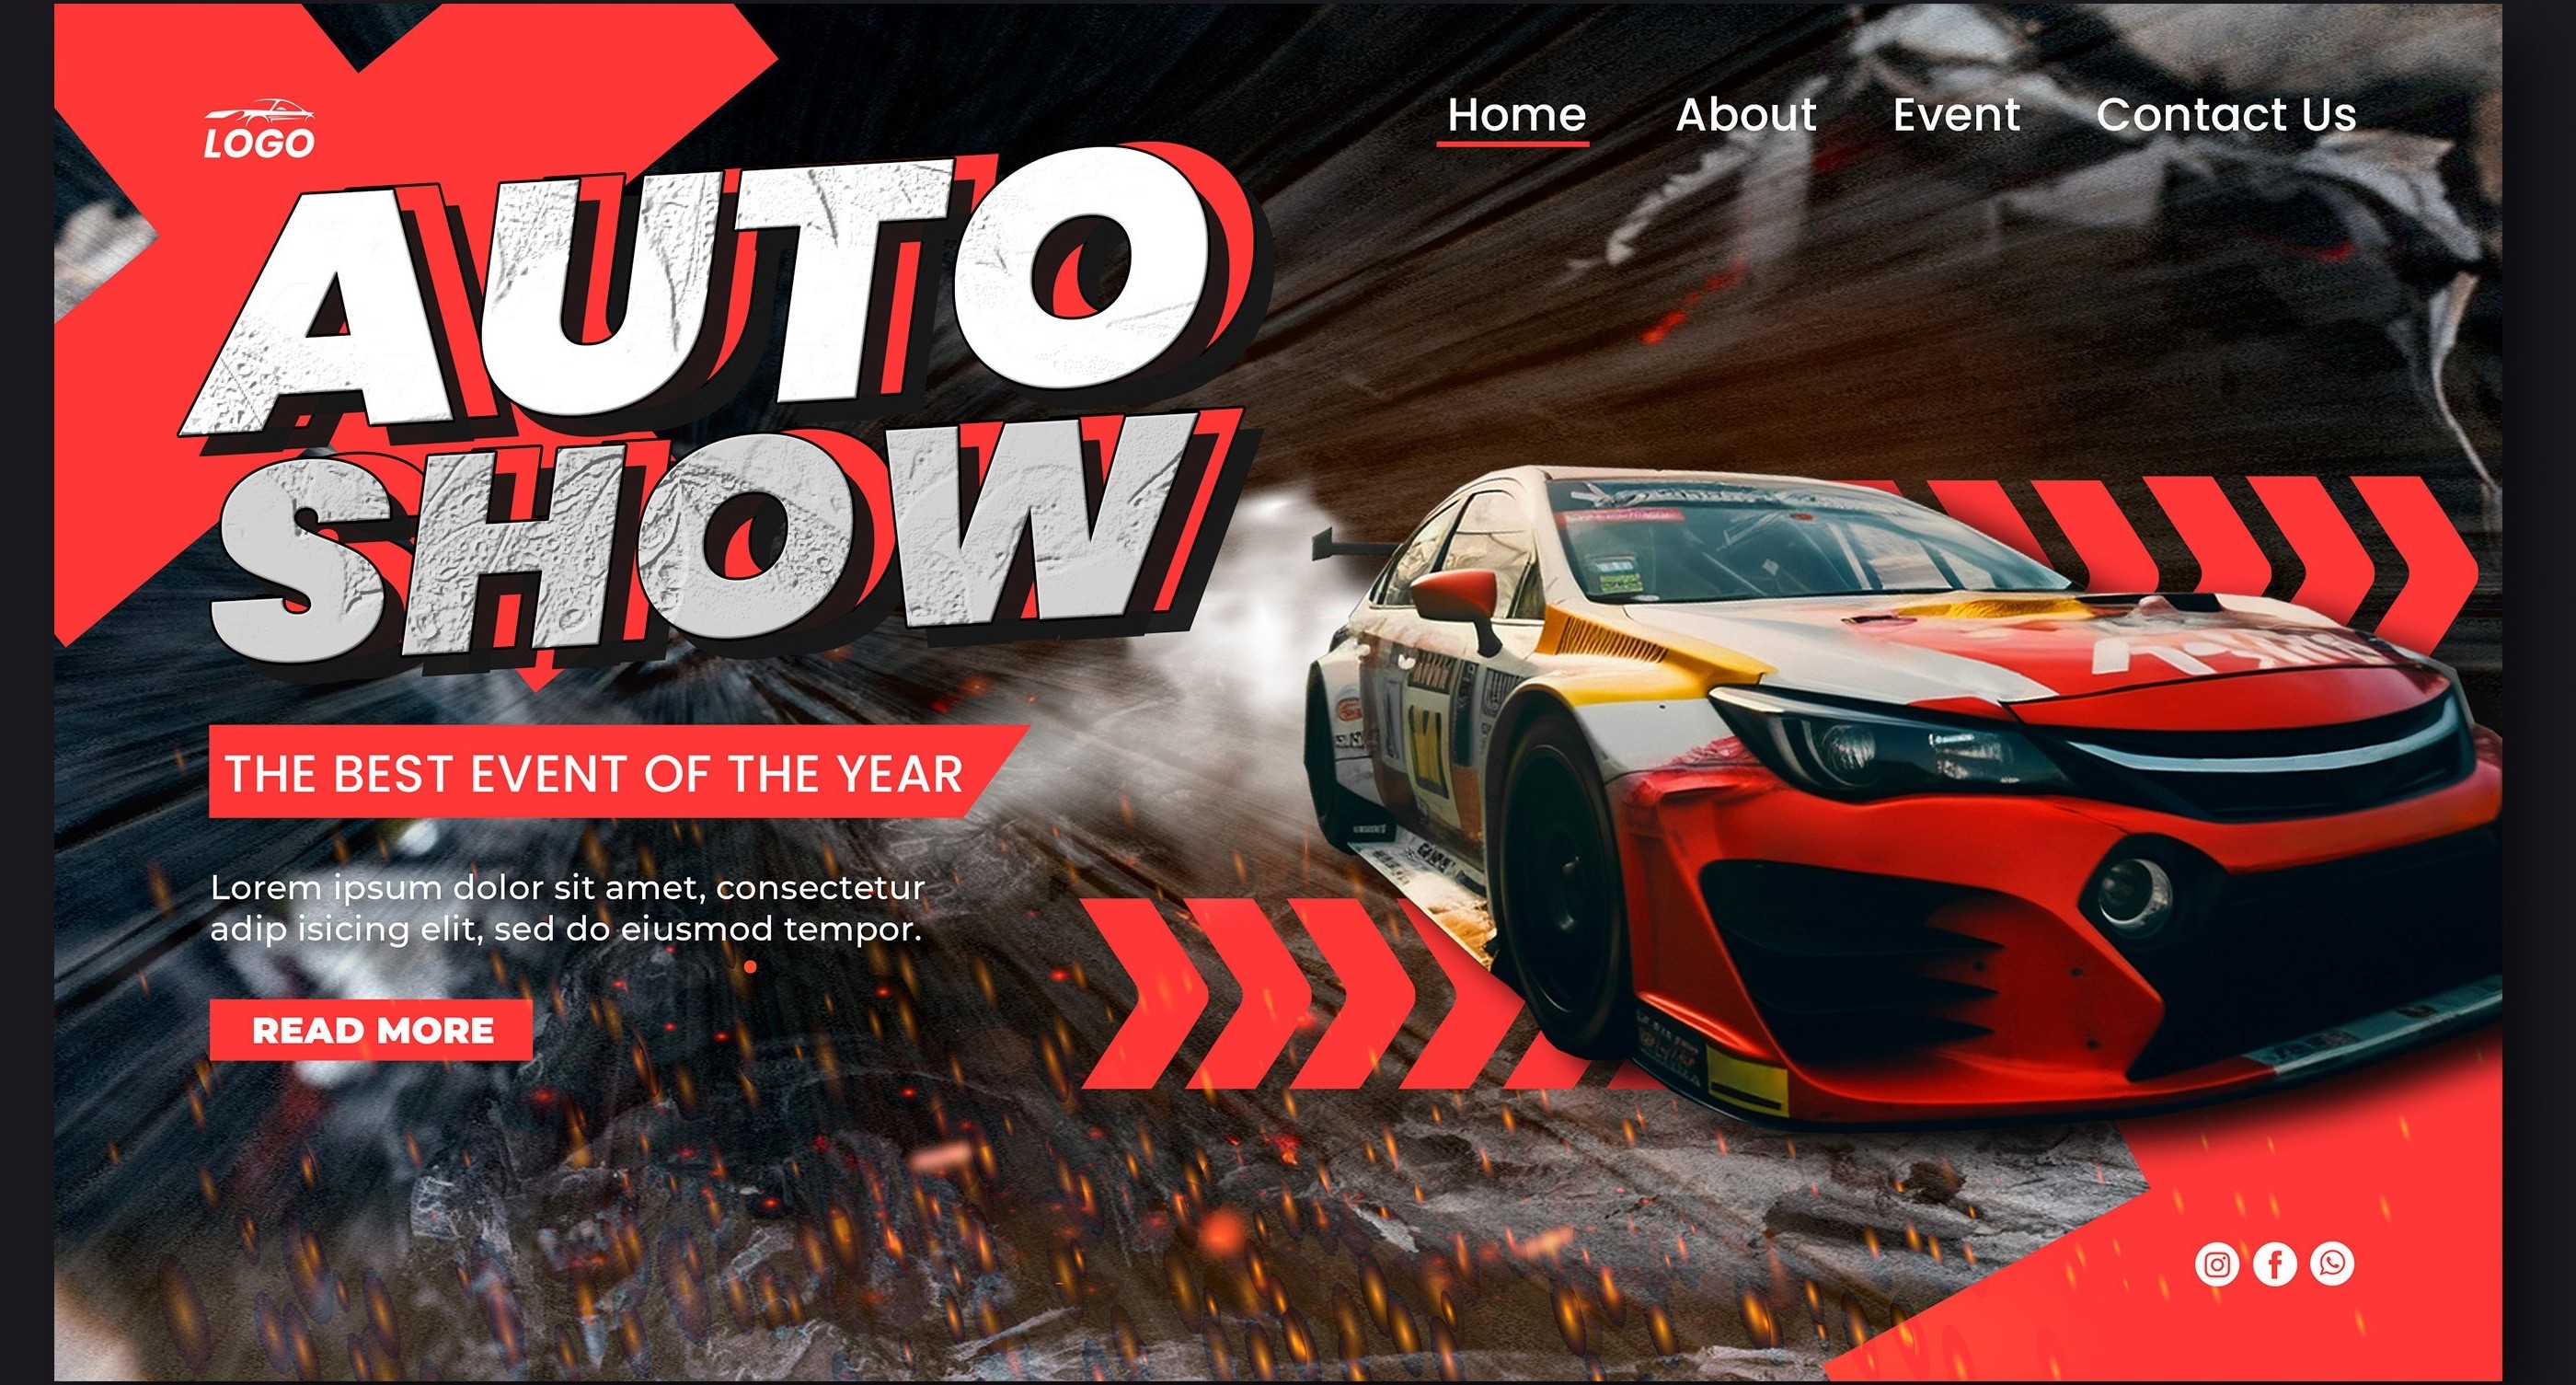 LOGO
Home About Event Contact Us
AUTO
SHOW
THE BEST EVENT OF THE YEAR
Lorem ipsum dolor sit amet, consectetur
adip isicing elit, sed do eiusmod tempor.
READ MORE